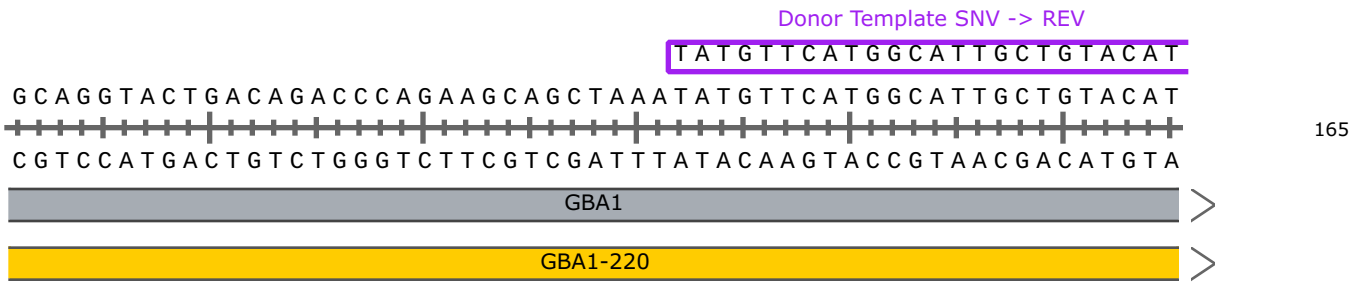 Donor Template SNV -> REV
TATGTTCATGGCATTGCTGTACAT
GCAGGTACTGACAGACCCAGAAGCAGCTAAATATGTTCATGGCATTGCTGTACAT
165
CGTCCATGACTGTCTGGGTCTTCGTCGATTTATACAAGTACCGTAACGACATGTA
GBA1
GBA1-220